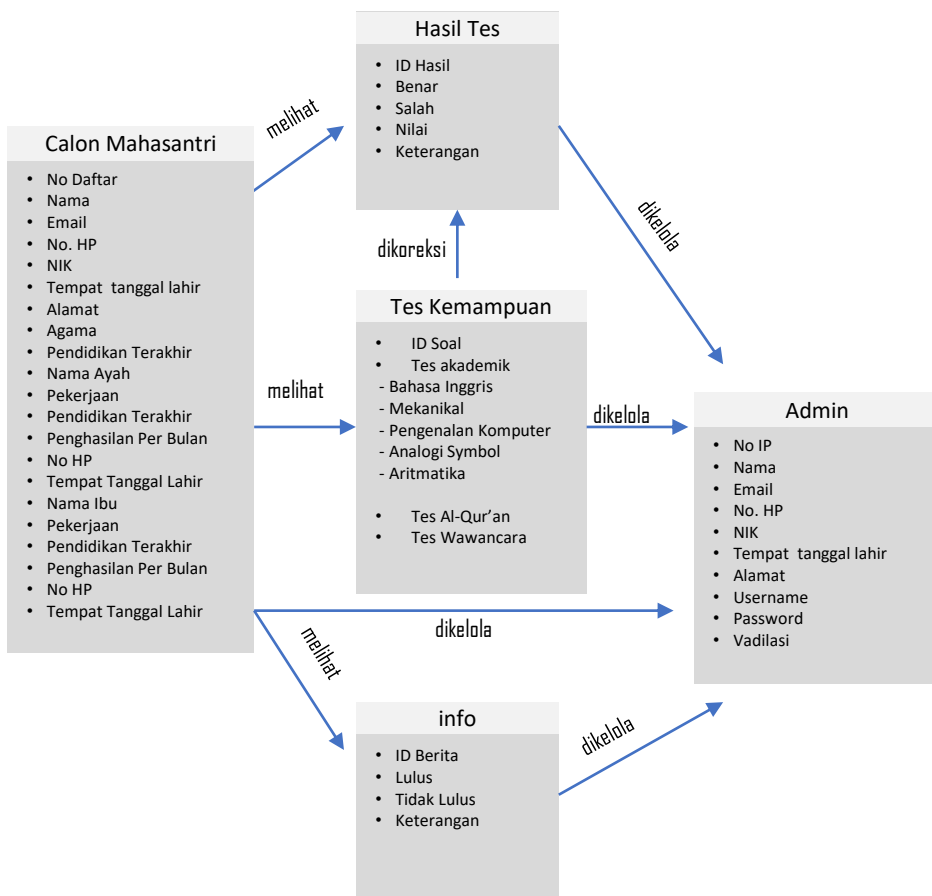 Hasil Tes
• ID Hasil
• Benar
• Salah
• Nilai
• Keterangan
melihat
Calon Mahasantri
• No Daftar
• Nama
• Email
• No. HP
• NIK
• Tempat tanggal lahir
• Alamat
• Agama
• Pendidikan Terakhir
• Nama Ayah
• Pekerjaan
• Pendidikan Terakhir
• Penghasilan Per Bulan
• No HP
• Tempat Tanggal Lahir
• Nama Ibu
• Pekerjaan
• Pendidikan Terakhir
• Penghasilan Per Bulan
• No HP
• Tempat Tanggal Lahir
dikelola
dikoreksi
melihat
Tes Kemampuan
• ID Soal
• Tes akademik
- Bahasa Inggris
- Mekanikal
- Pengenalan Komputer
- Analogi Symbol
- Aritmatika
• Tes Al-Qur’an
• Tes Wawancara
dikelola
Admin
• No IP
• Nama
• Email
• No. HP
• NIK
• Tempat tanggal lahir
• Alamat
• Username
• Password
• Vadilasi
dikelola
melihat
info
• ID Berita
• Lulus
• Tidak Lulus
• Keterangan
dikelola